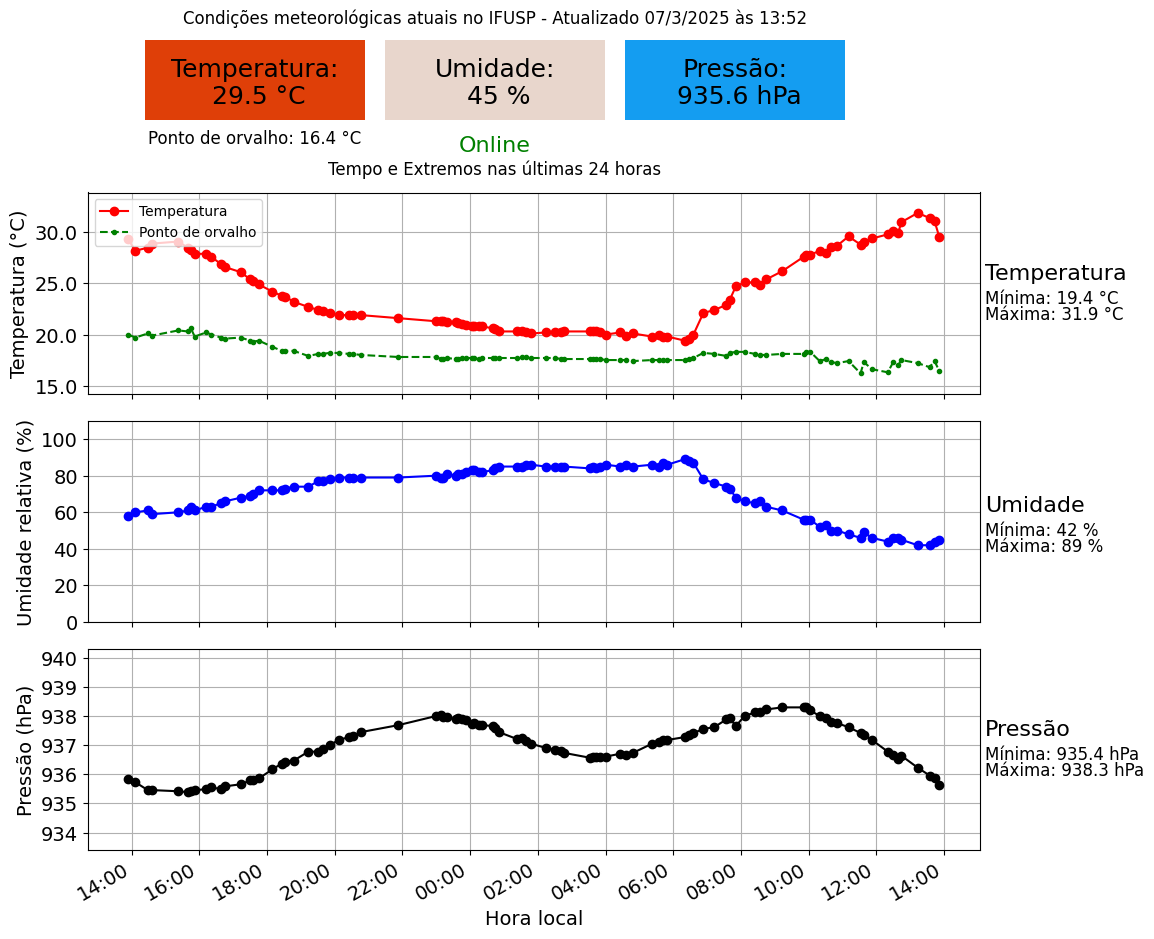 Condições meteorológicas atuais no IFUSP - Atualizado 07/3/2025 às 13:52
Temperatura:
29.5 °C
Umidade:
45 %
Pressão:
935.6 hPa
Ponto de orvalho: 16.4 °C
Online
Tempo e Extremos nas últimas 24 horas
Temperatura (°C)
30.0
25.0
20.0
15.0
Temperatura
Ponto de orvalho
Temperatura
Mínima: 19.4 °C
Máxima: 31.9 °C
Umidade relativa (%)
100
80
60
40
20
0
Umidade
Mínima: 42 %
Máxima: 89 %
Pressão (hPa)
940
939
938
937
936
935
934
Pressão
Mínima: 935.4 hPa
Máxima: 938.3 hPa
14:00
16:00
18:00
20:00
22:00
00:00
02:00
04:00
06:00
08:00
10:00
12:00
14:00
Hora local